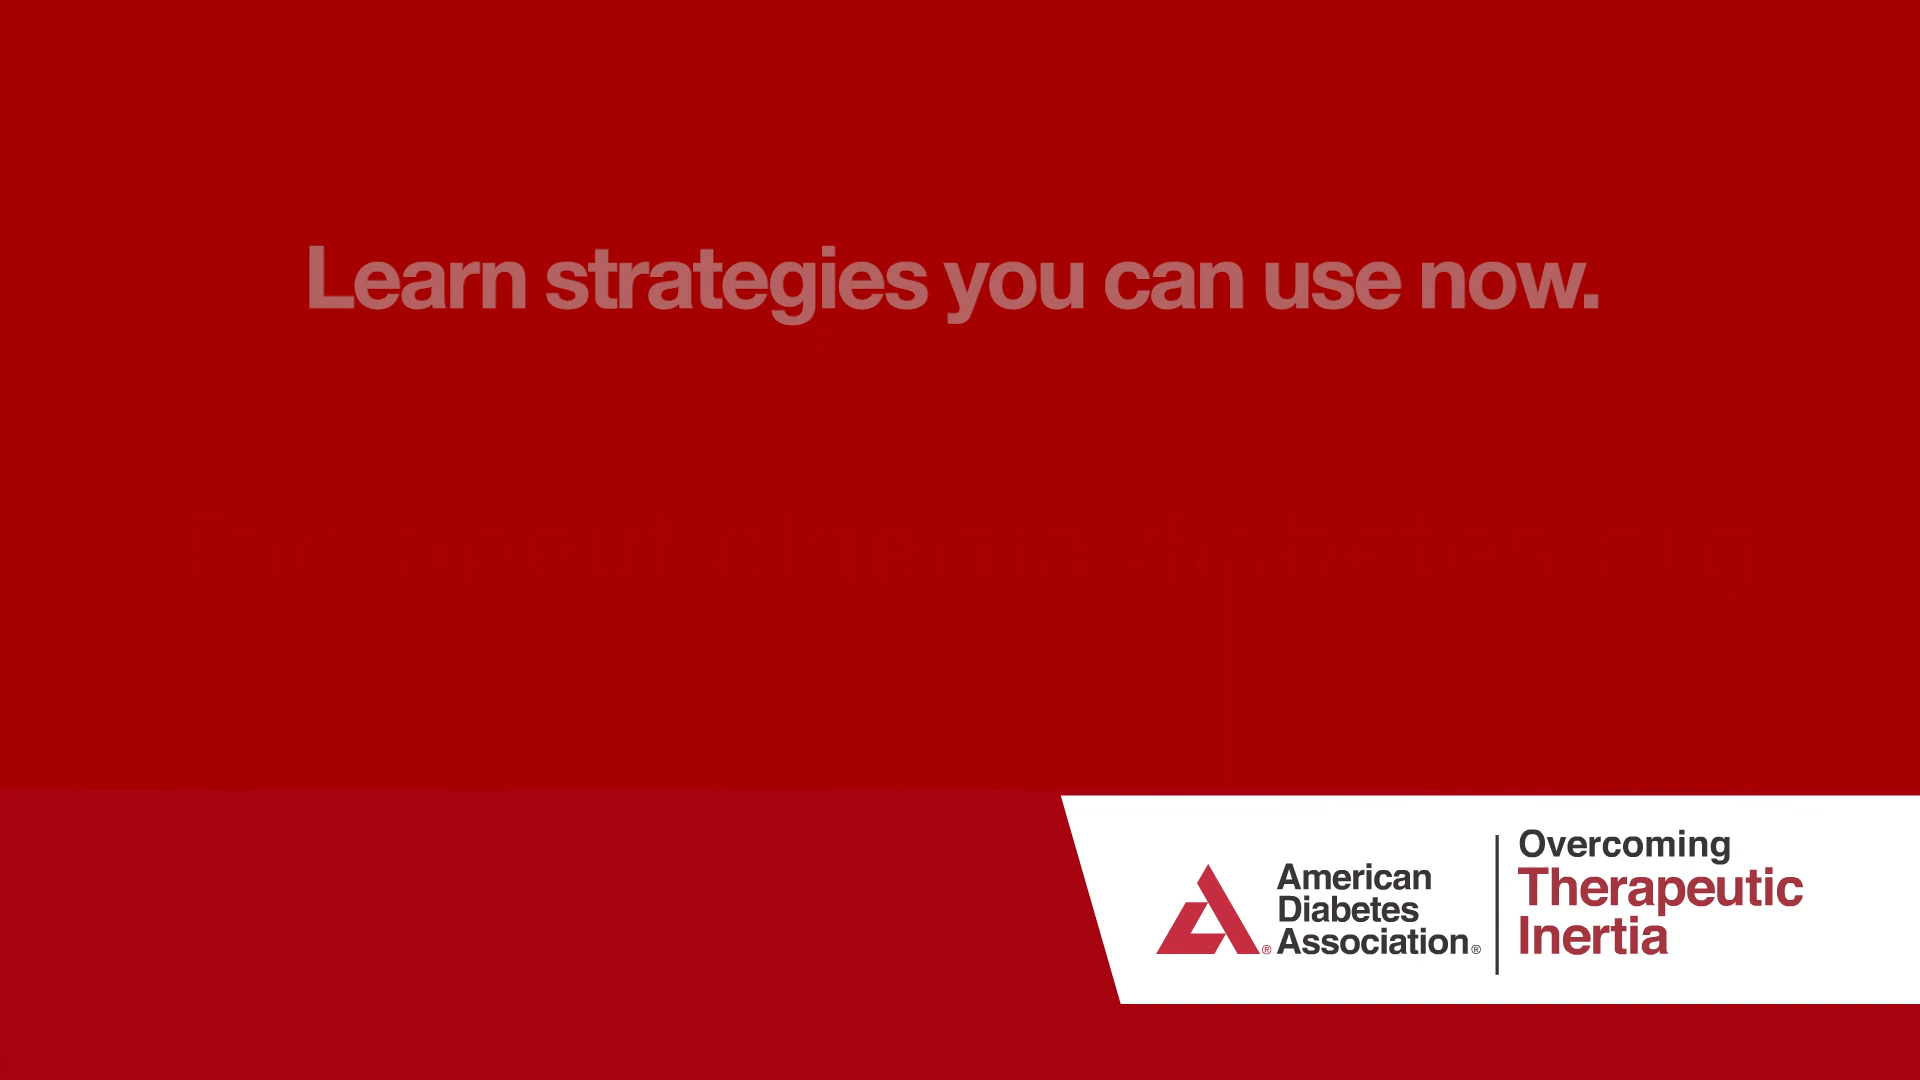 Learn strategies you can use now.
American
Diabetes
Association®
Overcoming
Therapeutic
Inertia
®